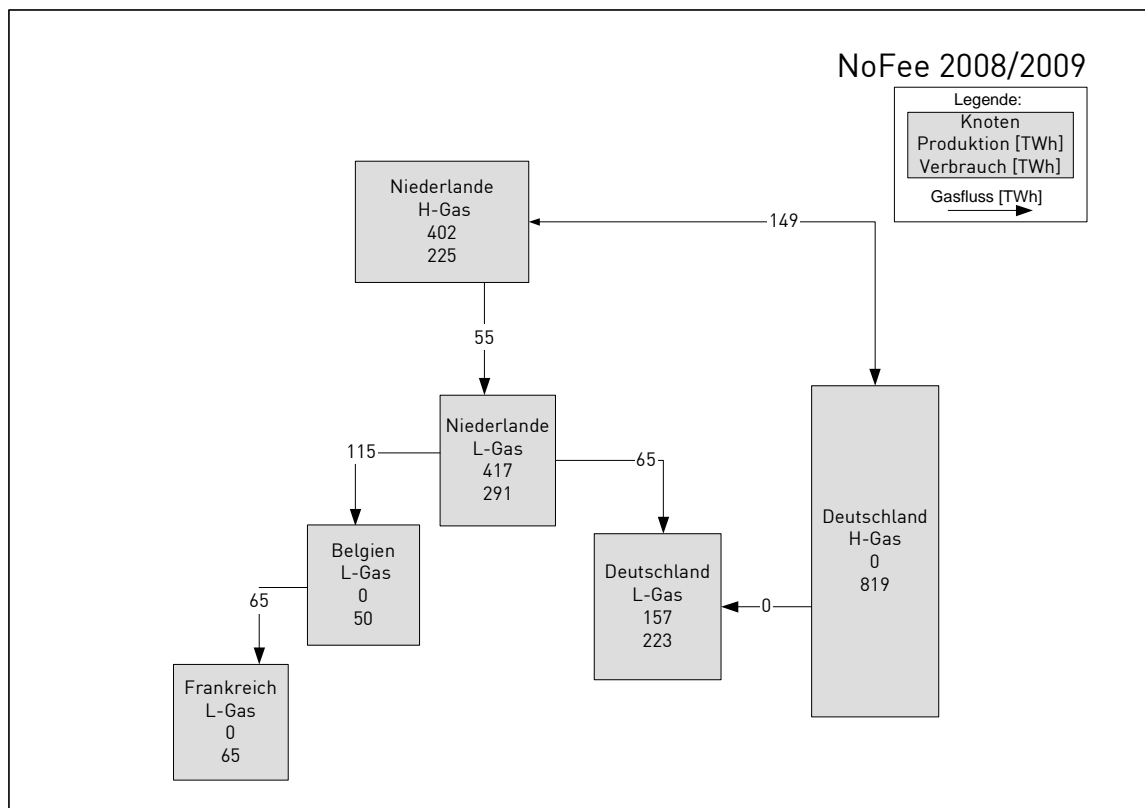 NoFee 2008/2009
Legende:
Knoten
Produktion [TWh]
Verbrauch [TWh]
Gasfluss [TWh]
Niederlande
H-Gas
402
225
149
55
Niederlande
L-Gas
417
291
115
65
Belgien
L-Gas
0
50
65
Deutschland
L-Gas
157
223
0
Deutschland
H-Gas
0
819
Frankreich
L-Gas
0
65